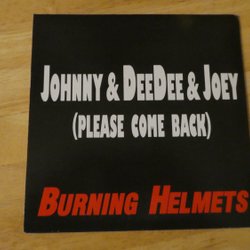 JOHNNY & DEEDEE & JOEY
(PLEASE COME BACK)
BURNING HELMETS